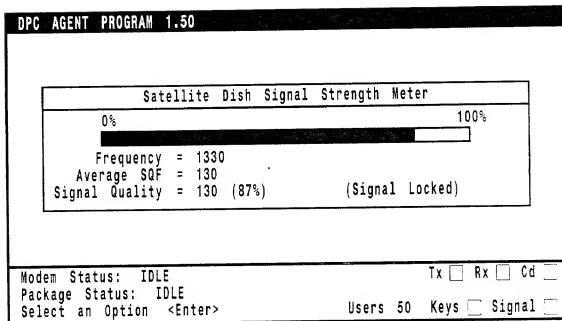 DPC AGENT PROGRAM 1.50
Satellite Dish Signal Strength Meter
0% 100%
Frequency = 1330
Average SQF = 130
Signal Quality = 130 (87%) (Signal Locked)
Modem Status: IDLE Tx Rx Cd
Package Status: IDLE
Select an Option <Enter> Users 50 Keys Signal